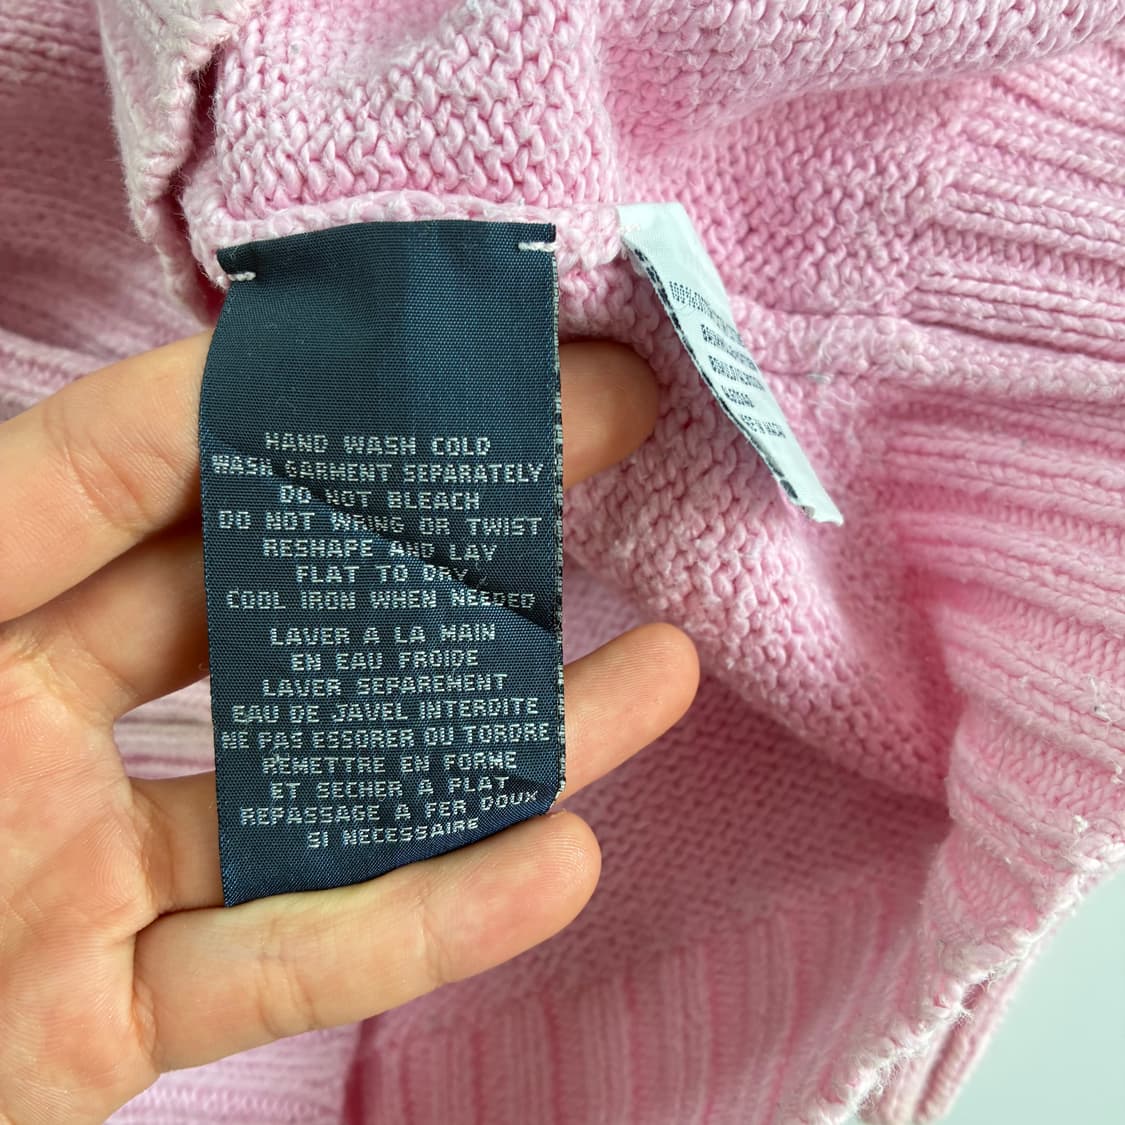 HAND WASH COLD
WASH GARMENT SEPARATELY
DO NOT BLEACH
DO NOT WRING OR TWIST
RESHAPE AND LAY
FLAT TO DRY,
COOL IRON WHEN NEEDED
LAVER A LA MAIN
EN EAU FROIDE
LAVER SEPAREMENT
EAU DE JAVEL INTERDITE
NE PAS ESSORER OU TORDRE
REMETTRE EN FORME
ET SECHER A PLAT
REPASSAGE A FER DOUX
SI NECESSAIRE